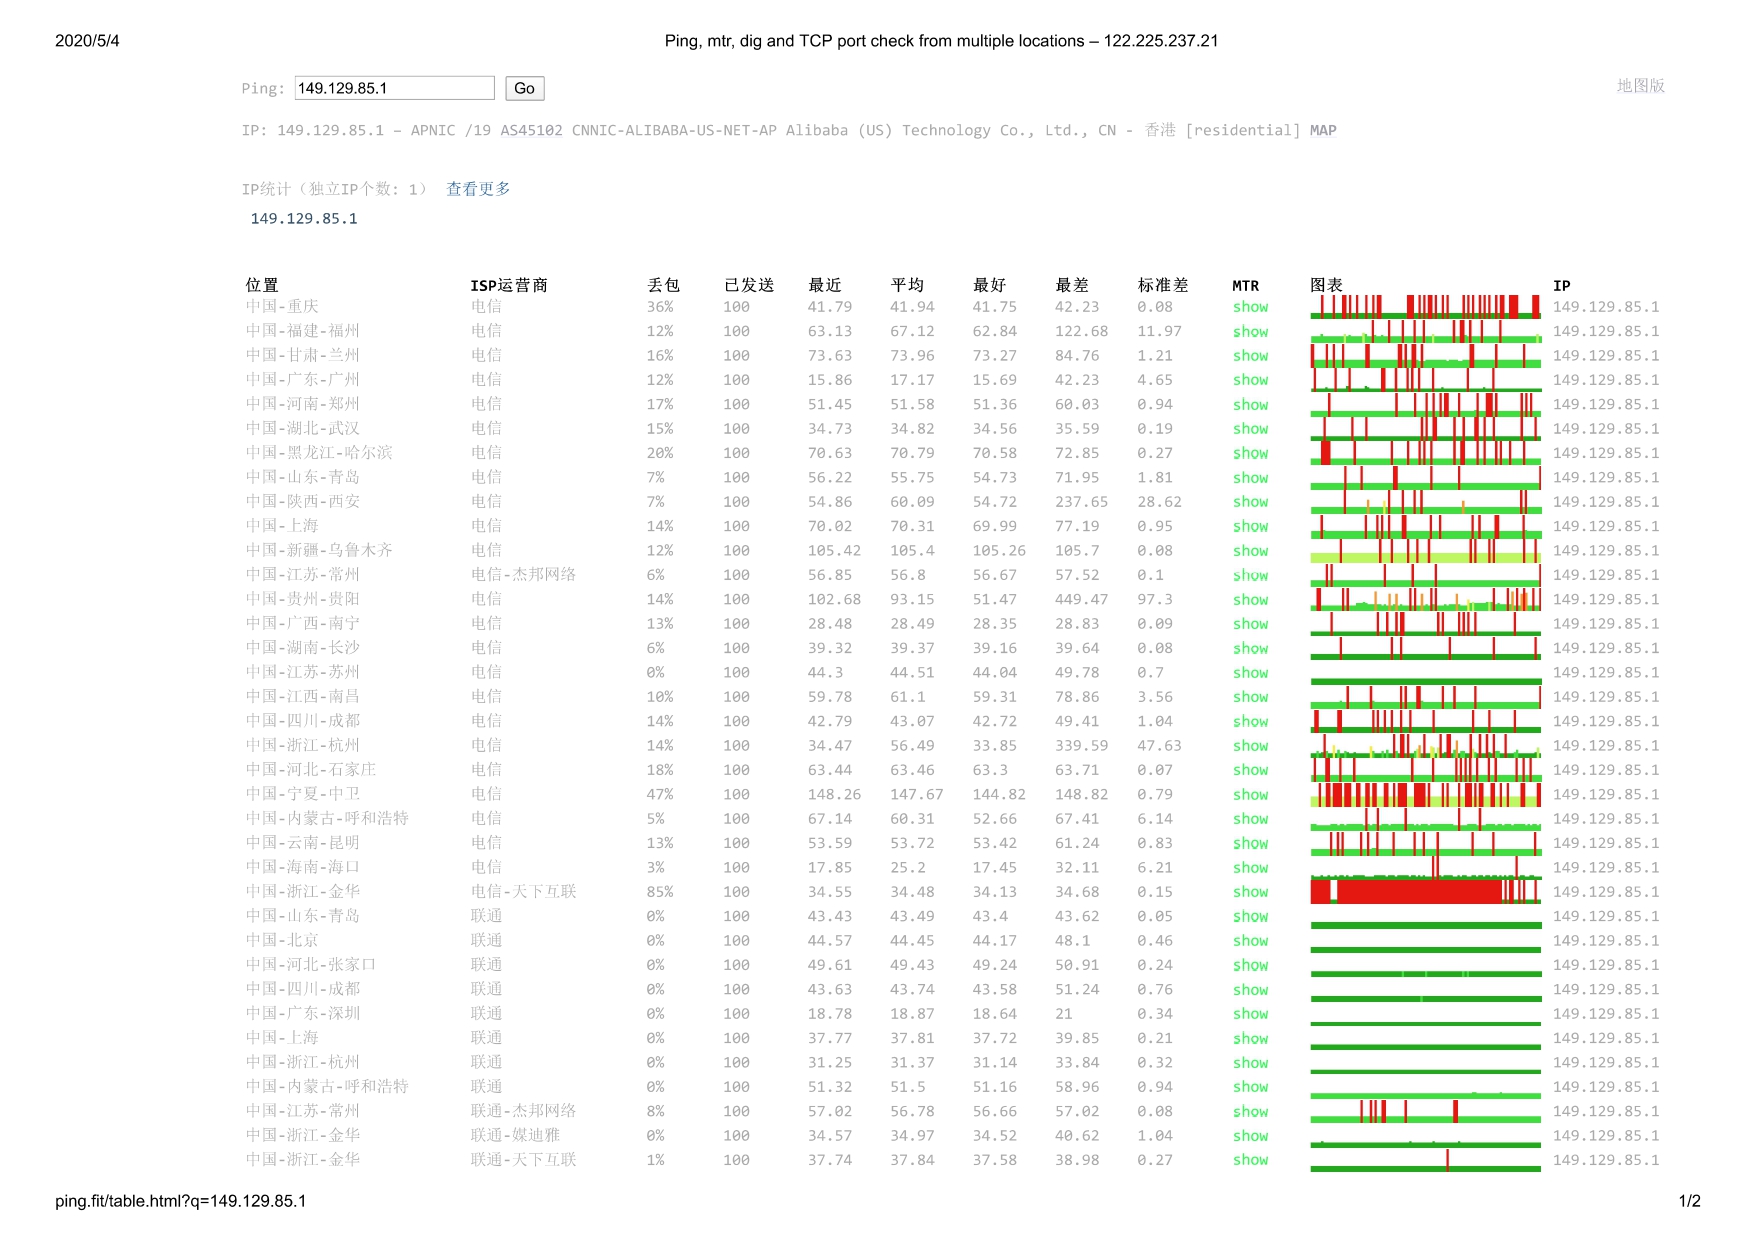 2020/5/4 Ping, mtr, dig and TCP port check from multiple locations – 122.225.237.21
Ping: 149.129.85.1 Go 地图版
IP: 149.129.85.1 – APNIC /19 AS45102 CNNIC-ALIBABA-US-NET-AP Alibaba (US) Technology Co., Ltd., CN - 香港 [residential] MAP
IP统计（独立IP个数: 1） 查看更多
149.129.85.1
位置 ISP运营商 丢包 已发送 最近 平均 最好 最差 标准差 MTR 图表 IP
中国-重庆 电信 36% 100 41.79 41.94 41.75 42.23 0.08 show 149.129.85.1
中国-福建-福州 电信 12% 100 63.13 67.12 62.84 122.68 11.97 show 149.129.85.1
中国-甘肃-兰州 电信 16% 100 73.63 73.96 73.27 84.76 1.21 show 149.129.85.1
中国-广东-广州 电信 12% 100 15.86 17.17 15.69 42.23 4.65 show 149.129.85.1
中国-河南-郑州 电信 17% 100 51.45 51.58 51.36 60.03 0.94 show 149.129.85.1
中国-湖北-武汉 电信 15% 100 34.73 34.82 34.56 35.59 0.19 show 149.129.85.1
中国-黑龙江-哈尔滨 电信 20% 100 70.63 70.79 70.58 72.85 0.27 show 149.129.85.1
中国-山东-青岛 电信 7% 100 56.22 55.75 54.73 71.95 1.81 show 149.129.85.1
中国-陕西-西安 电信 7% 100 54.86 60.09 54.72 237.65 28.62 show 149.129.85.1
中国-上海 电信 14% 100 70.02 70.31 69.99 77.19 0.95 show 149.129.85.1
中国-新疆-乌鲁木齐 电信 12% 100 105.42 105.4 105.26 105.7 0.08 show 149.129.85.1
中国-江苏-常州 电信-杰邦网络 6% 100 56.85 56.8 56.67 57.52 0.1 show 149.129.85.1
中国-贵州-贵阳 电信 14% 100 102.68 93.15 51.47 449.47 97.3 show 149.129.85.1
中国-广西-南宁 电信 13% 100 28.48 28.49 28.35 28.83 0.09 show 149.129.85.1
中国-湖南-长沙 电信 6% 100 39.32 39.37 39.16 39.64 0.08 show 149.129.85.1
中国-江苏-苏州 电信 0% 100 44.3 44.51 44.04 49.78 0.7 show 149.129.85.1
中国-江西-南昌 电信 10% 100 59.78 61.1 59.31 78.86 3.56 show 149.129.85.1
中国-四川-成都 电信 14% 100 42.79 43.07 42.72 49.41 1.04 show 149.129.85.1
中国-浙江-杭州 电信 14% 100 34.47 56.49 33.85 339.59 47.63 show 149.129.85.1
中国-河北-石家庄 电信 18% 100 63.44 63.46 63.3 63.71 0.07 show 149.129.85.1
中国-宁夏-中卫 电信 47% 100 148.26 147.67 144.82 148.82 0.79 show 149.129.85.1
中国-内蒙古-呼和浩特 电信 5% 100 67.14 60.31 52.66 67.41 6.14 show 149.129.85.1
中国-云南-昆明 电信 13% 100 53.59 53.72 53.42 61.24 0.83 show 149.129.85.1
中国-海南-海口 电信 3% 100 17.85 25.2 17.45 32.11 6.21 show 149.129.85.1
中国-浙江-金华 电信-天下互联 85% 100 34.55 34.48 34.13 34.68 0.15 show 149.129.85.1
中国-山东-青岛 联通 0% 100 43.43 43.49 43.4 43.62 0.05 show 149.129.85.1
中国-北京 联通 0% 100 44.57 44.45 44.17 48.1 0.46 show 149.129.85.1
中国-河北-张家口 联通 0% 100 49.61 49.43 49.24 50.91 0.24 show 149.129.85.1
中国-四川-成都 联通 0% 100 43.63 43.74 43.58 51.24 0.76 show 149.129.85.1
中国-广东-深圳 联通 0% 100 18.78 18.87 18.64 21 0.34 show 149.129.85.1
中国-上海 联通 0% 100 37.77 37.81 37.72 39.85 0.21 show 149.129.85.1
中国-浙江-杭州 联通 0% 100 31.25 31.37 31.14 33.84 0.32 show 149.129.85.1
中国-内蒙古-呼和浩特 联通 0% 100 51.32 51.5 51.16 58.96 0.94 show 149.129.85.1
中国-江苏-常州 联通-杰邦网络 8% 100 57.02 56.78 56.66 57.02 0.08 show 149.129.85.1
中国-浙江-金华 联通-媒迪雅 0% 100 34.57 34.97 34.52 40.62 1.04 show 149.129.85.1
中国-浙江-金华 联通-天下互联 1% 100 37.74 37.84 37.58 38.98 0.27 show 149.129.85.1
ping.fit/table.html?q=149.129.85.1 1/2